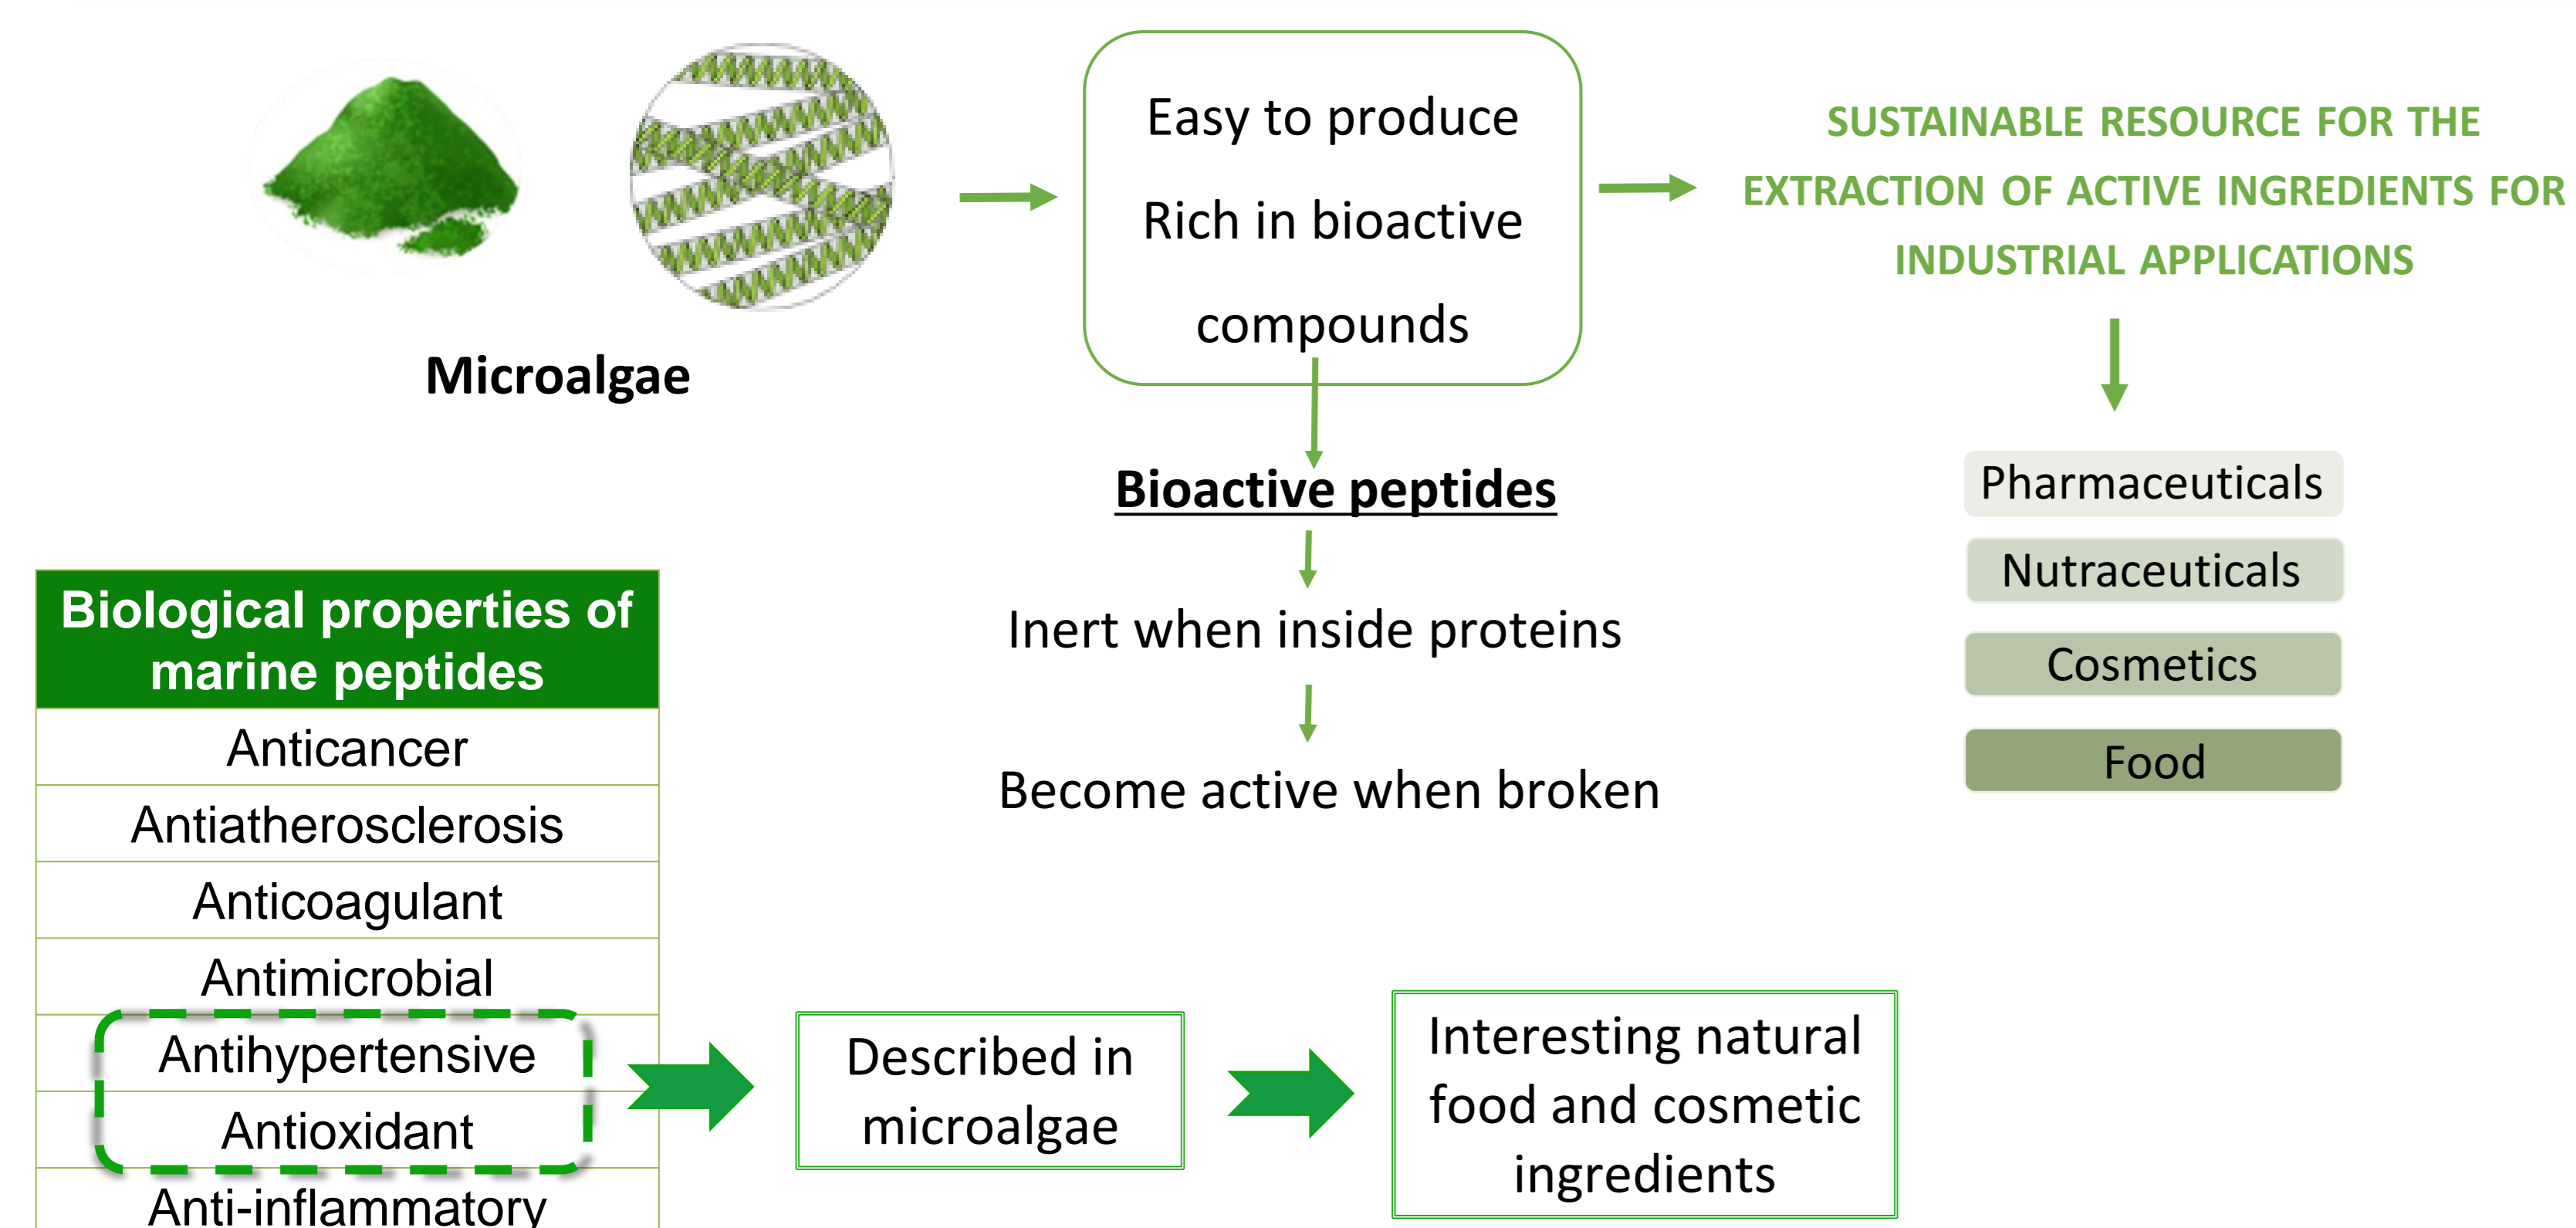 Easy to produce
Rich in bioactive
compounds
SUSTAINABLE RESOURCE FOR THE
EXTRACTION OF ACTIVE INGREDIENTS FOR
INDUSTRIAL APPLICATIONS
Microalgae
Bioactive peptides
Inert when inside proteins
Become active when broken
Pharmaceuticals
Nutraceuticals
Cosmetics
Food
Biological properties of
marine peptides
Anticancer
Antiatherosclerosis
Anticoagulant
Antimicrobial
Antihypertensive
Antioxidant
Anti-inflammatory
Described in
microalgae
Interesting natural
food and cosmetic
ingredients